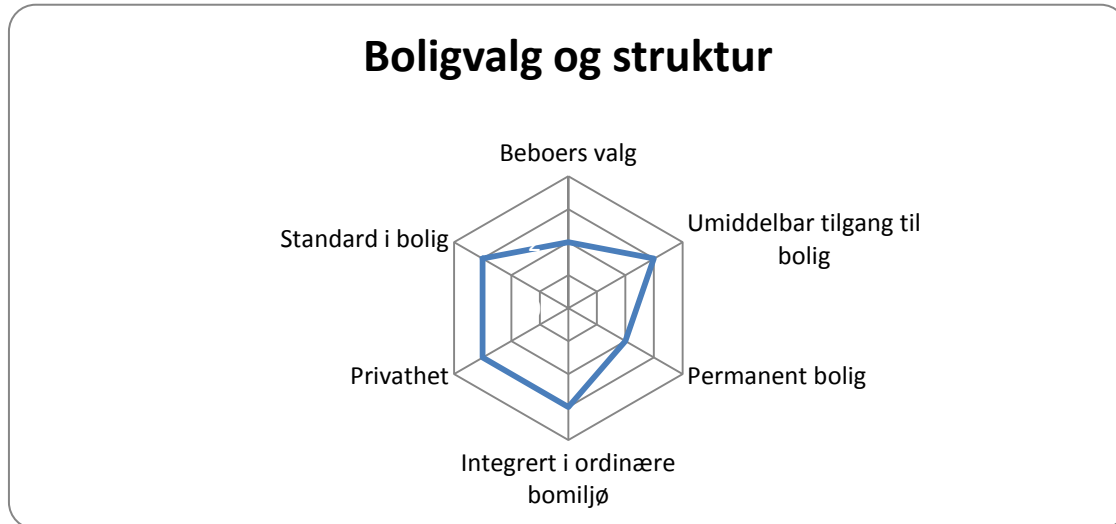 Boligvalg og struktur
Beboers valg
Umiddelbar tilgang til
bolig
Permanent bolig
Integrert i ordinære
bomiljø
Privathet
Standard i bolig